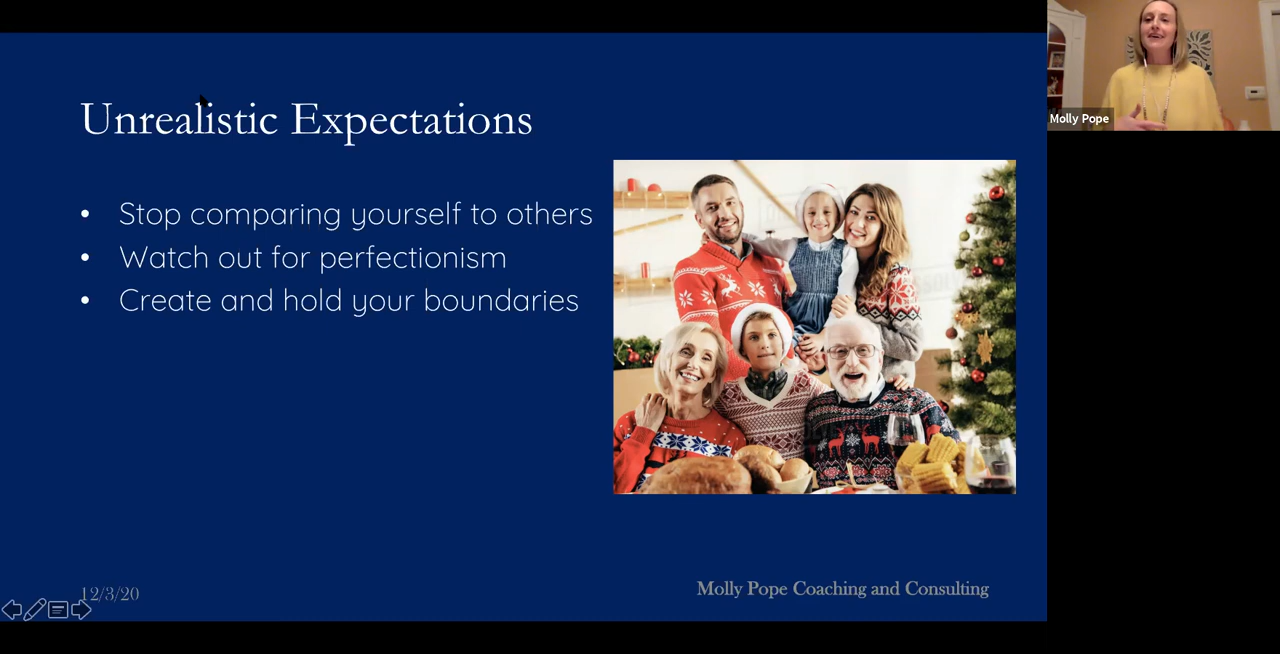 Unrealistic Expectations
• Stop comparing yourself to others
• Watch out for perfectionism
• Create and hold your boundaries
12/3/20
Molly Pope Coaching and Consulting
Molly Pope